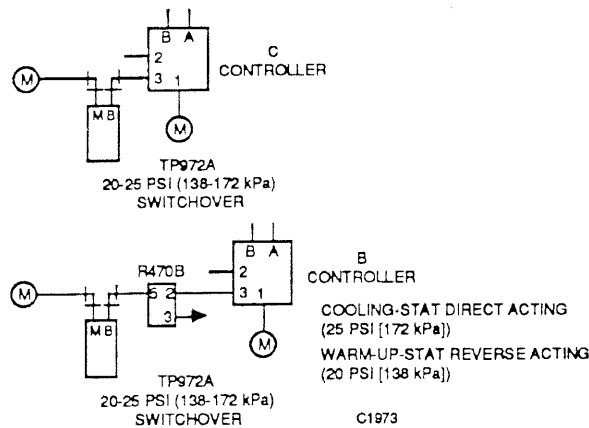 B A
2
3 1
C
CONTROLLER
M
M B
M
TP972A
20-25 PSI (138-172 kPa)
SWITCHOVER
B A
2
3 1
B
CONTROLLER
R470B
5 2
3
M
M B
M
COOLING-STAT DIRECT ACTING
(25 PSI [172 kPa])
WARM-UP-STAT REVERSE ACTING
(20 PSI [138 kPa])
TP972A
20-25 PSI (138-172 kPa)
SWITCHOVER
C1973